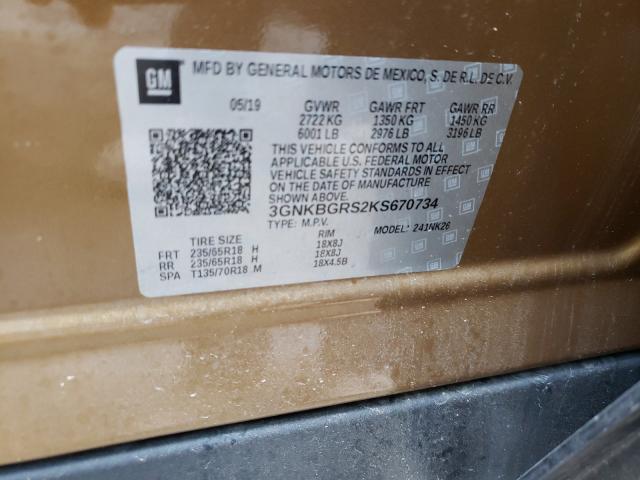 GM
MFD BY GENERAL MOTORS DE MEXICO, S. DE R.L. DE C.V.
05/19 GVWR GAWR FRT GAWR RR
2722 KG 1350 KG 1450 KG
6001 LB 2976 LB 3196 LB
THIS VEHICLE CONFORMS TO ALL
APPLICABLE U.S. FEDERAL MOTOR
VEHICLE SAFETY STANDARDS IN EFFECT
ON THE DATE OF MANUFACTURE
SHOWN ABOVE.
3GNKBGRS2KS670734
TYPE: M.P.V. MODEL: 241NK26
TIRE SIZE RIM
FRT 235/65R18 H 18X8J
RR 235/65R18 H 18X8J
SPA T135/70R18 M 18X4.5B